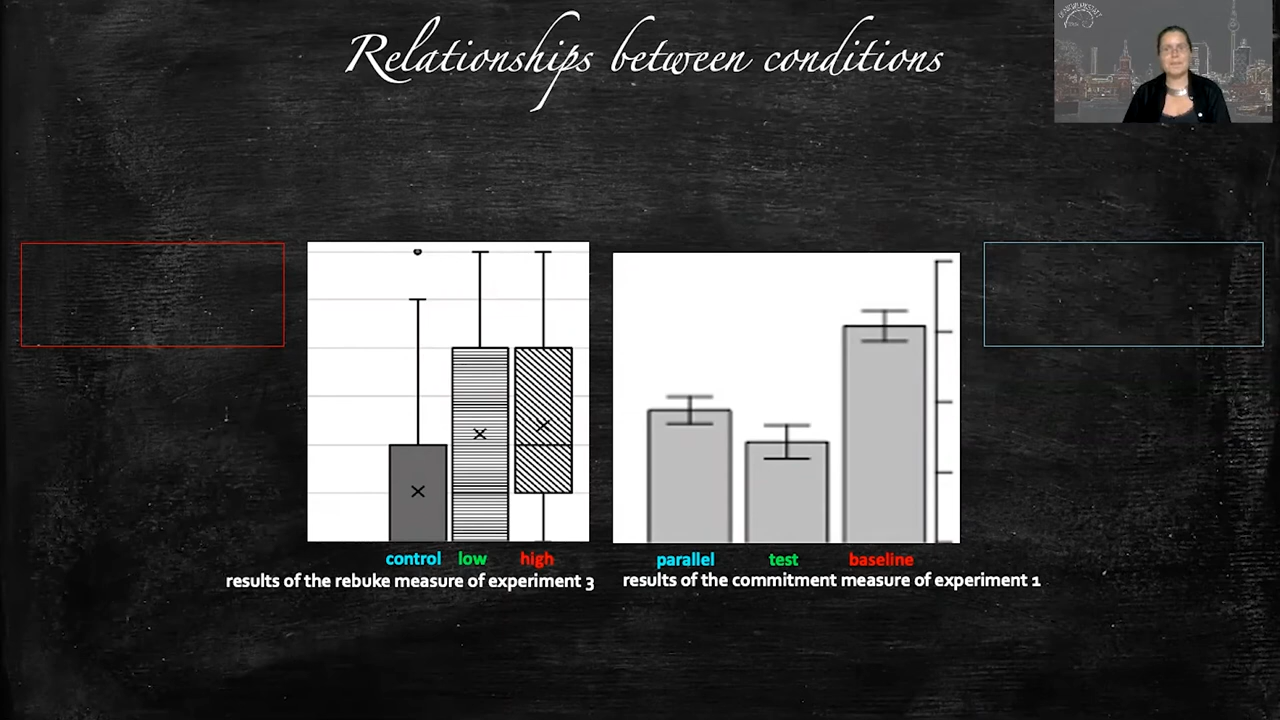 Relationships between conditions
control low high
results of the rebuke measure of experiment 3
parallel test baseline
results of the commitment measure of experiment 1